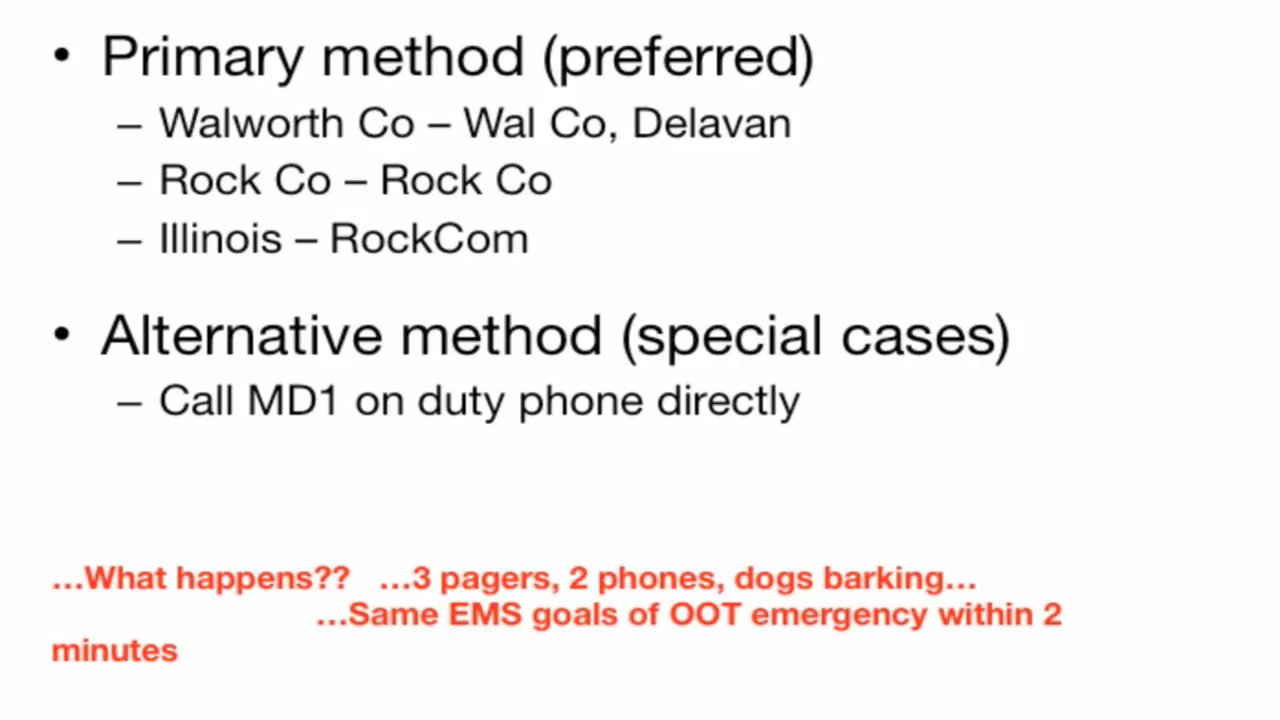 • Primary method (preferred)
– Walworth Co – Wal Co, Delavan
– Rock Co – Rock Co
– Illinois – RockCom
• Alternative method (special cases)
– Call MD1 on duty phone directly
…What happens?? …3 pagers, 2 phones, dogs barking…
…Same EMS goals of OOT emergency within 2
minutes